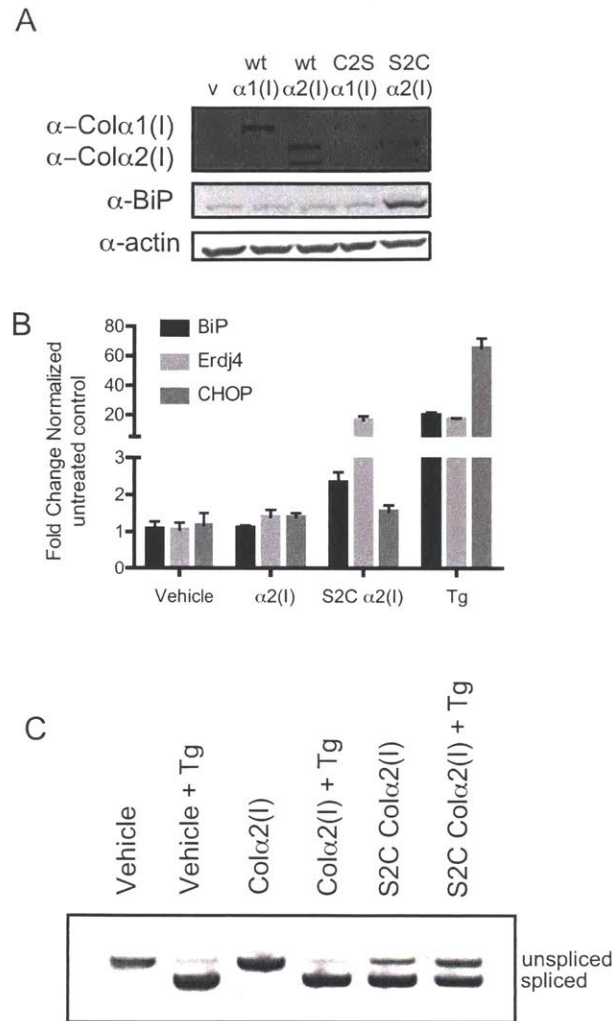 A
wt wt C2S S2C
v α1(I) α2(I) α1(I) α2(I)
α–Colα1(I)
α–Colα2(I)
α-BiP
α-actin
B
Fold Change Normalized
untreated control
80
60
40
20
3
2
1
0
BiP
Erdj4
CHOP
Vehicle α2(I) S2C α2(I) Tg
C
Vehicle
Vehicle + Tg
Colα2(I)
Colα2(I) + Tg
S2C Colα2(I)
S2C Colα2(I) + Tg
unspliced
spliced